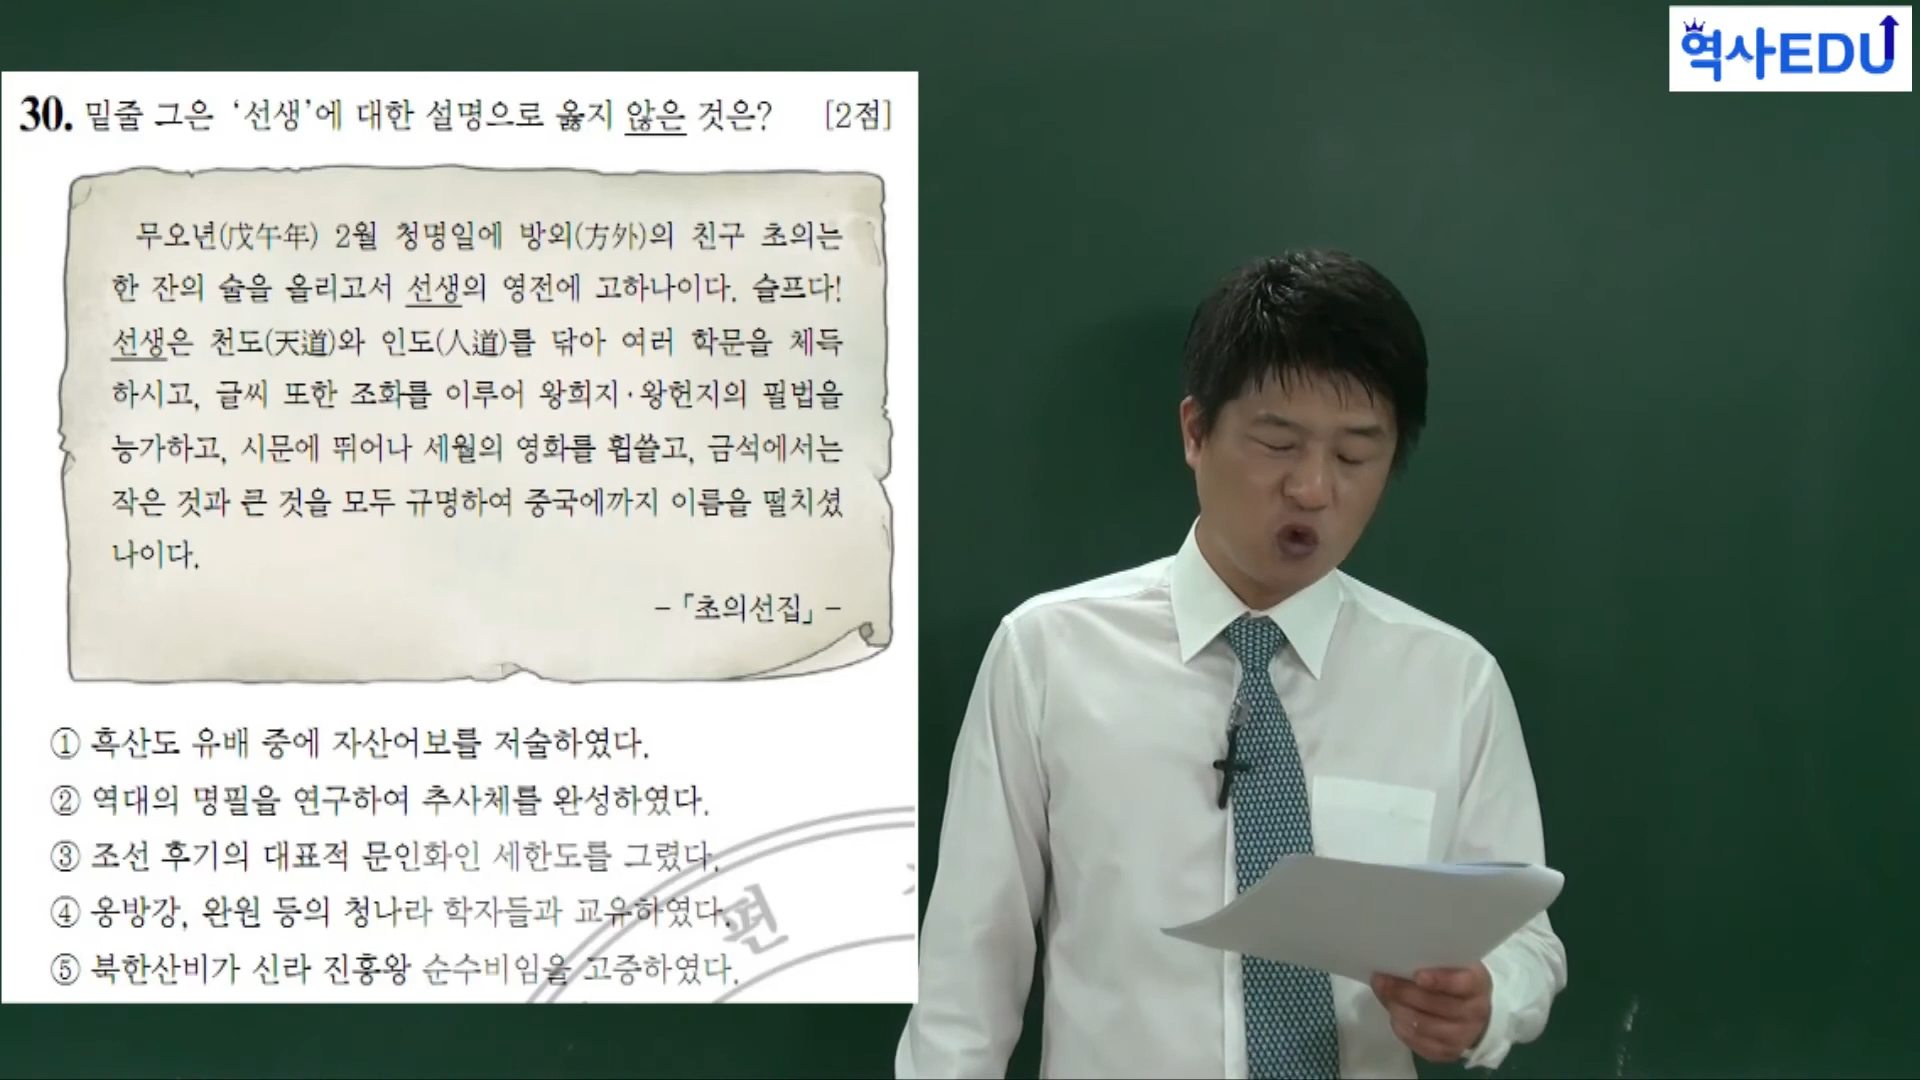 역사EDU
30. 밑줄 그은 ‘선생’에 대한 설명으로 옳지 않은 것은? [2점]
무오년(戊午年) 2월 청명일에 방외(方外)의 친구 초의는
한 잔의 술을 올리고서 선생의 영전에 고하나이다. 슬프다!
선생은 천도(天道)와 인도(人道)를 닦아 여러 학문을 체득
하시고, 글씨 또한 조화를 이루어 왕희지·왕헌지의 필법을
능가하고, 시문에 뛰어나 세월의 영화를 휩쓸고, 금석에서는
작은 것과 큰 것을 모두 규명하여 중국에까지 이름을 떨치셨
나이다.
-「초의선집」-
① 흑산도 유배 중에 자산어보를 저술하였다.
② 역대의 명필을 연구하여 추사체를 완성하였다.
③ 조선 후기의 대표적 문인화인 세한도를 그렸다.
④ 옹방강, 완원 등의 청나라 학자들과 교유하였다.
⑤ 북한산비가 신라 진흥왕 순수비임을 고증하였다.
편